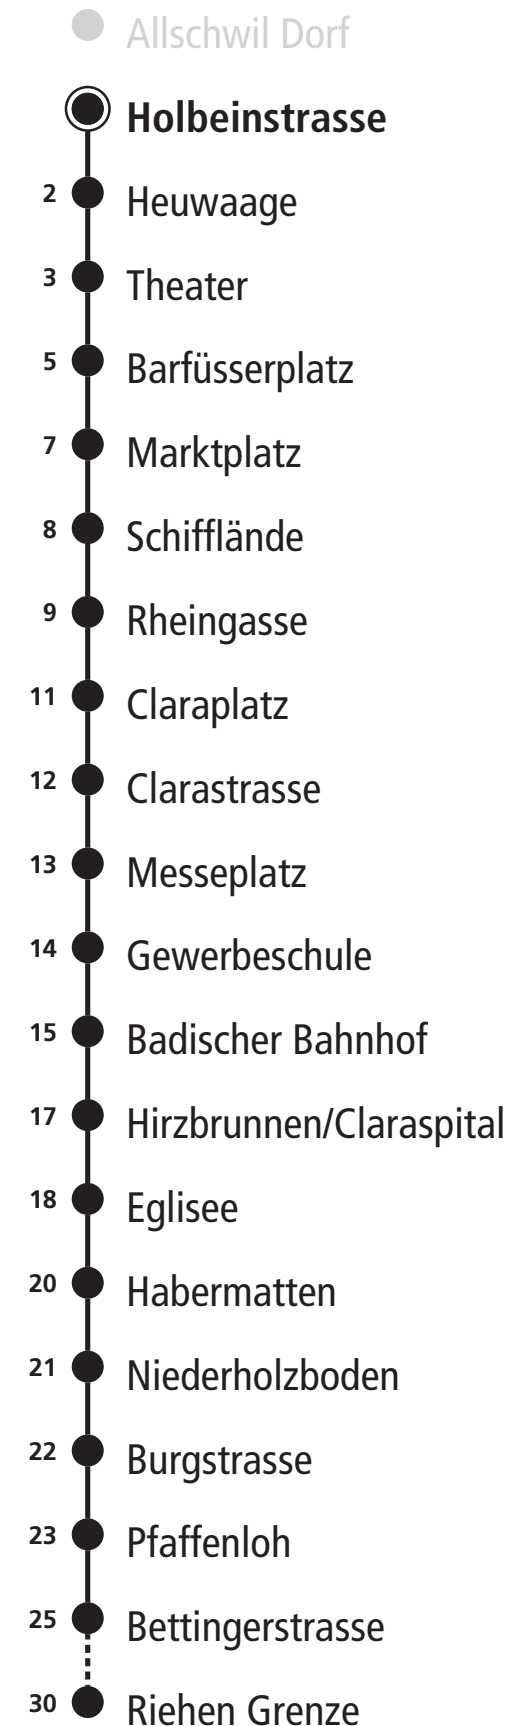 Allschwil Dorf
Holbeinstrasse
2 Heuwaage
3 Theater
5 Barfüsserplatz
7 Marktplatz
8 Schifflände
9 Rheingasse
11 Claraplatz
12 Clarastrasse
13 Messeplatz
14 Gewerbeschule
15 Badischer Bahnhof
17 Hirzbrunnen/Claraspital
18 Eglisee
20 Habermatten
21 Niederholzboden
22 Burgstrasse
23 Pfaffenloh
25 Bettingerstrasse
30 Riehen Grenze